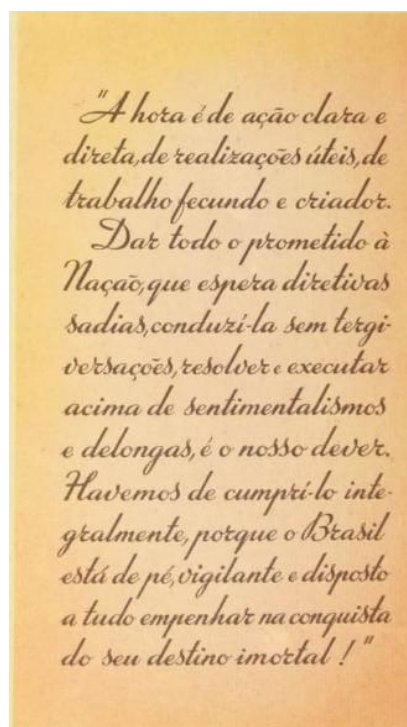 "A hora é de ação clara e
direta, de realizações úteis, de
trabalho fecundo e criador.
Dar todo o prometido à
Nação, que espera diretivas
sadias, conduzí-la sem tergi-
versações, resolver e executar
acima de sentimentalismos
e delongas, é o nosso dever.
Havemos de cumprí-lo inte-
gralmente, porque o Brasil
está de pé, vigilante e disposto
a tudo empenhar na conquista
do seu destino imortal!"